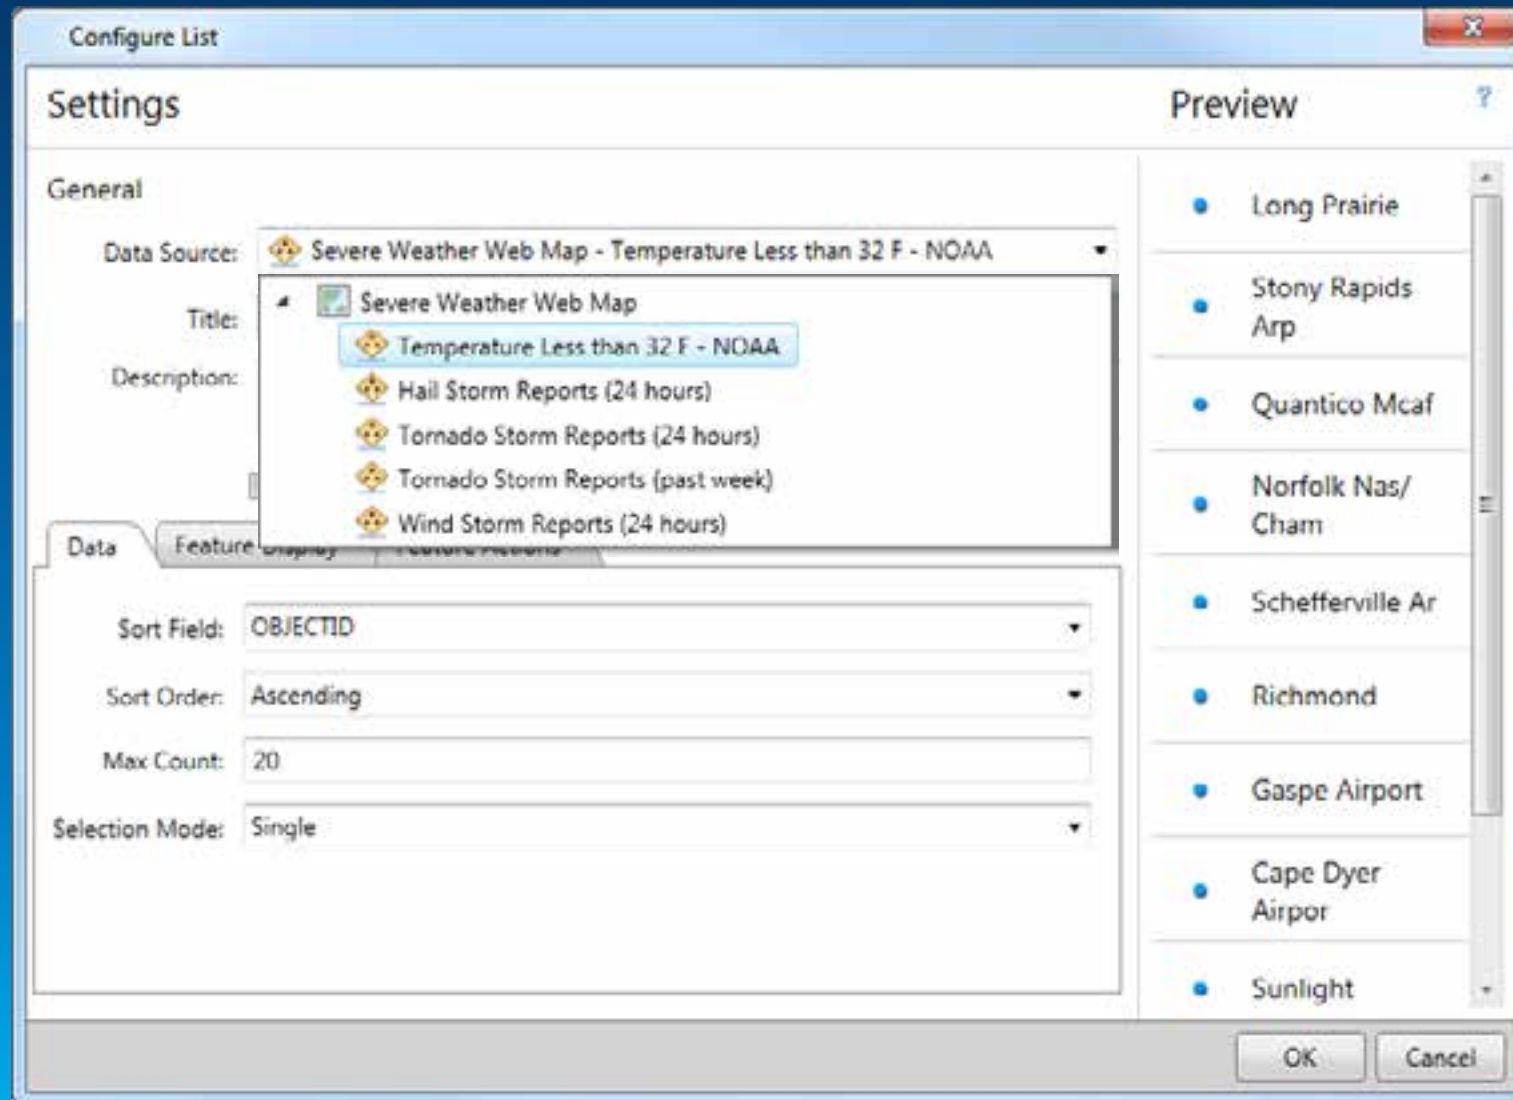 Configure List
Settings
General
Data Source:
Severe Weather Web Map - Temperature Less than 32 F - NOAA
Severe Weather Web Map
Temperature Less than 32 F - NOAA
Hail Storm Reports (24 hours)
Tornado Storm Reports (24 hours)
Tornado Storm Reports (past week)
Wind Storm Reports (24 hours)
Title:
Description:
Data
Feature Display
Feature Actions
Sort Field:
OBJECTID
Sort Order:
Ascending
Max Count:
20
Selection Mode:
Single
Preview
?
Long Prairie
Stony Rapids
Arp
Quantico Mcaf
Norfolk Nas/
Cham
Schefferville Ar
Richmond
Gaspe Airport
Cape Dyer
Airpor
Sunlight
OK
Cancel